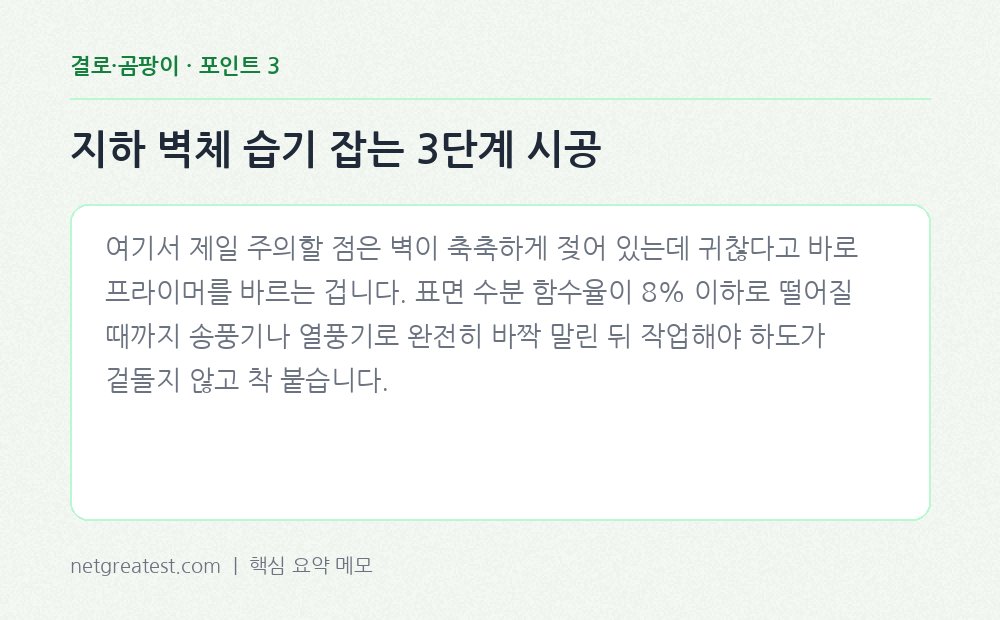 결로·곰팡이 · 포인트 3
지하 벽체 습기 잡는 3단계 시공
여기서 제일 주의할 점은 벽이 축축하게 젖어 있는데 귀찮다고 바로
프라이머를 바르는 겁니다. 표면 수분 함수율이 8% 이하로 떨어질
때까지 송풍기나 열풍기로 완전히 바짝 말린 뒤 작업해야 하도가
겉돌지 않고 착 붙습니다.
netgreatest.com | 핵심 요약 메모